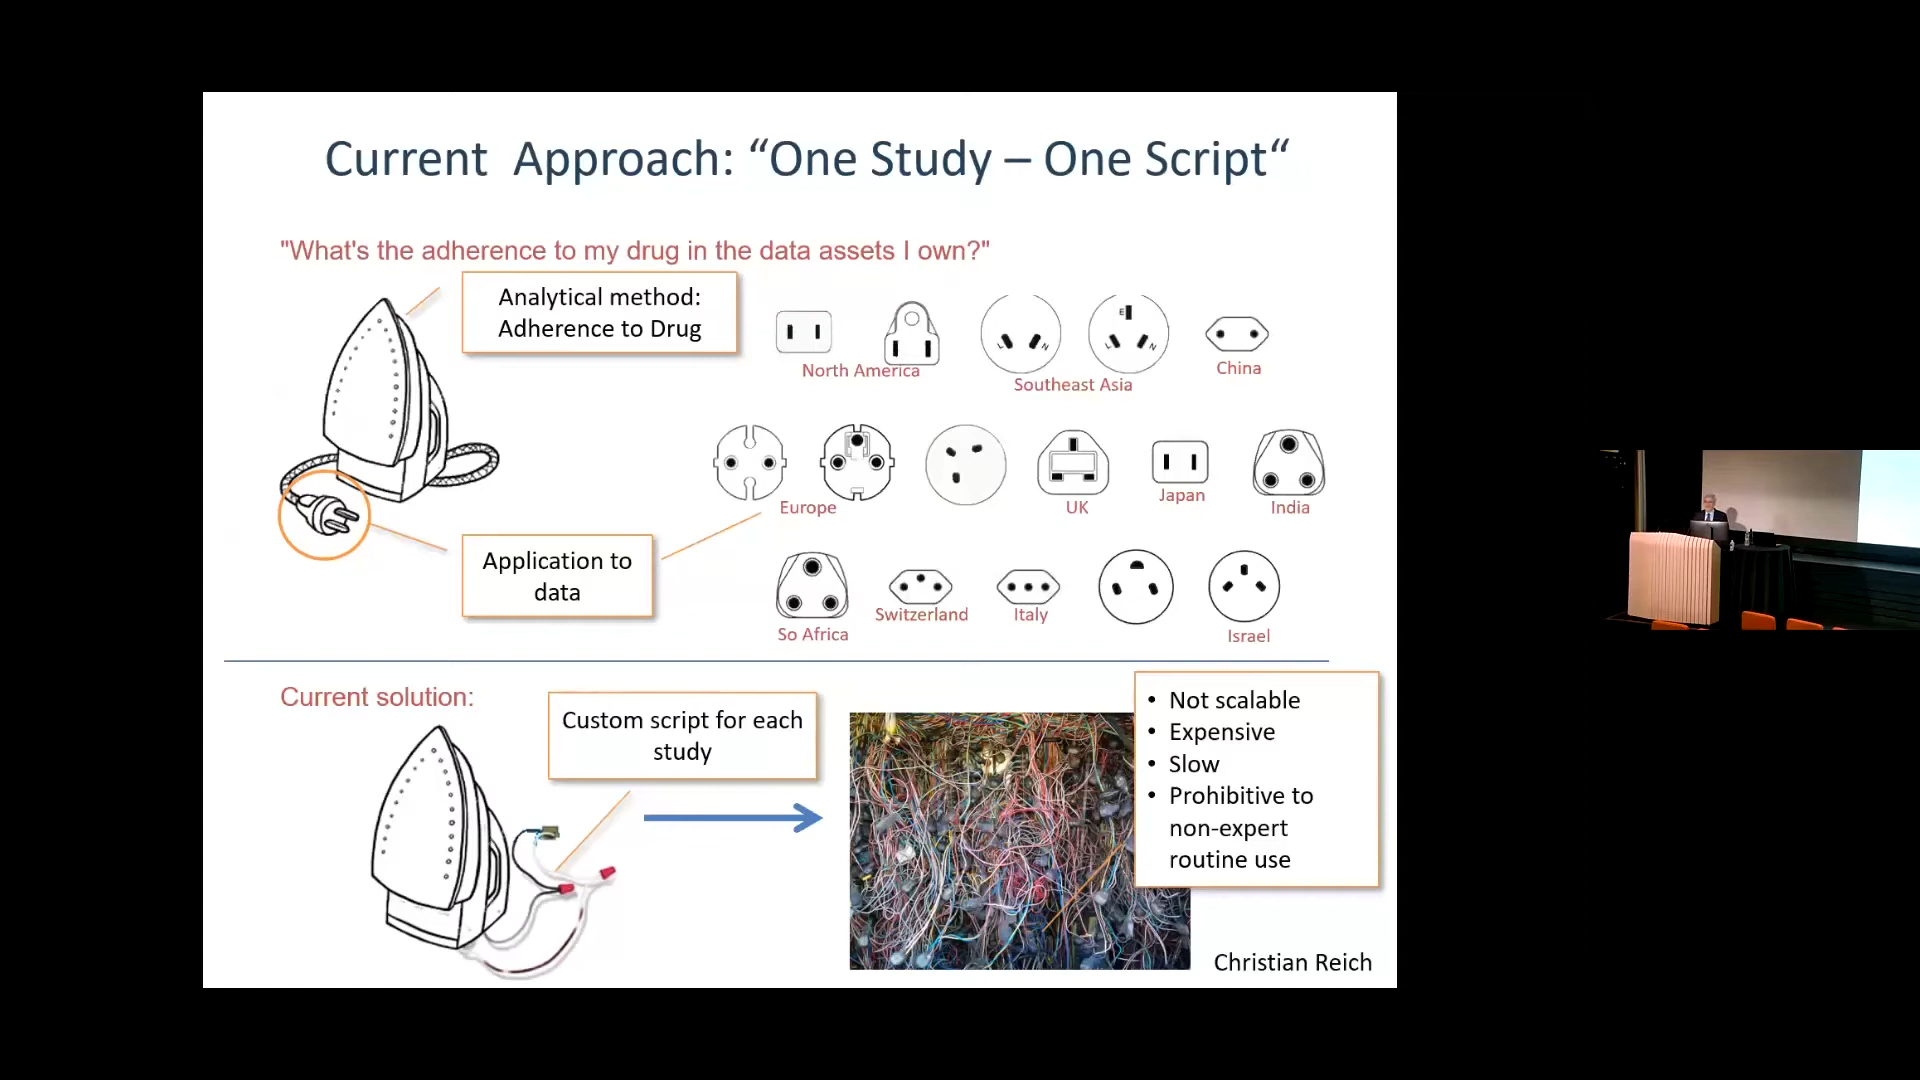 Current Approach: “One Study – One Script“
"What's the adherence to my drug in the data assets I own?"
Analytical method:
Adherence to Drug
North America
Southeast Asia
China
E
L N
L N
Europe
UK
Japan
India
Application to
data
So Africa
Switzerland
Italy
Israel
Current solution:
Custom script for each
study
• Not scalable
• Expensive
• Slow
• Prohibitive to
non-expert
routine use
Christian Reich